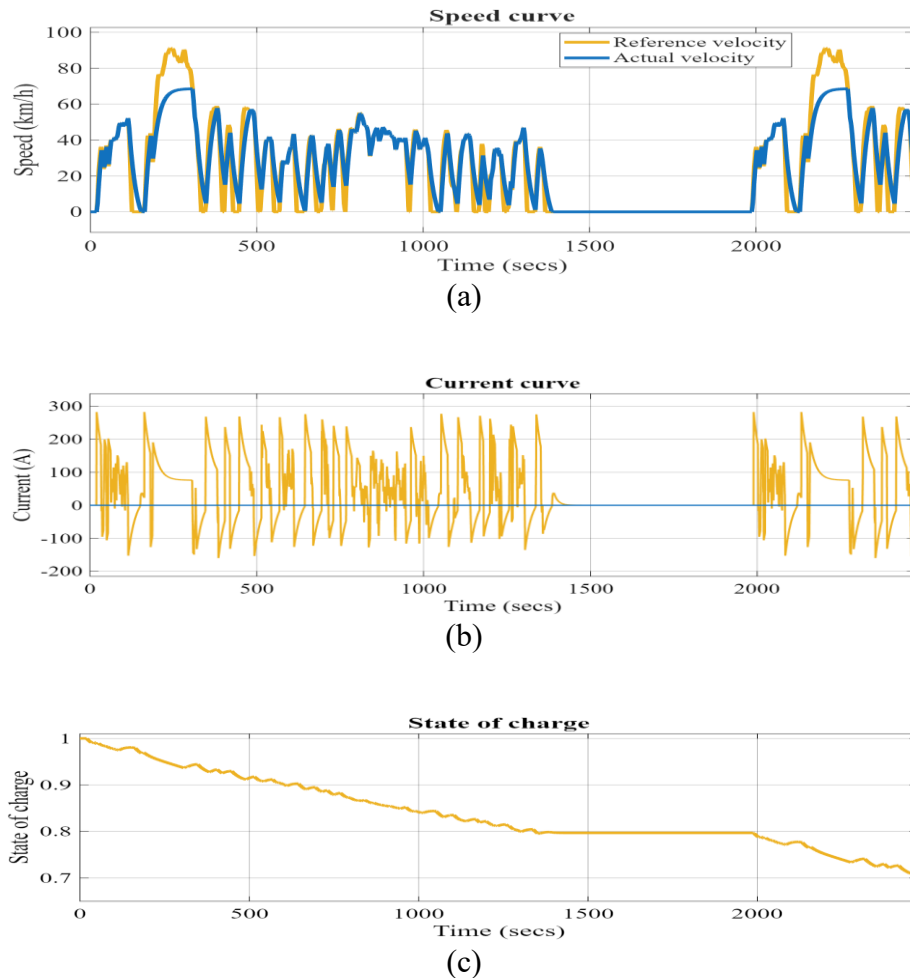 Speed curve
100
80
60
40
20
0
Speed (km/h)
Reference velocity
Actual velocity
0 500 1000 1500 2000
Time (secs)
(a)
Current curve
300
200
100
0
-100
-200
Current (A)
0 500 1000 1500 2000
Time (secs)
(b)
State of charge
1
0.9
0.8
0.7
State of charge
0 500 1000 1500 2000
Time (secs)
(c)